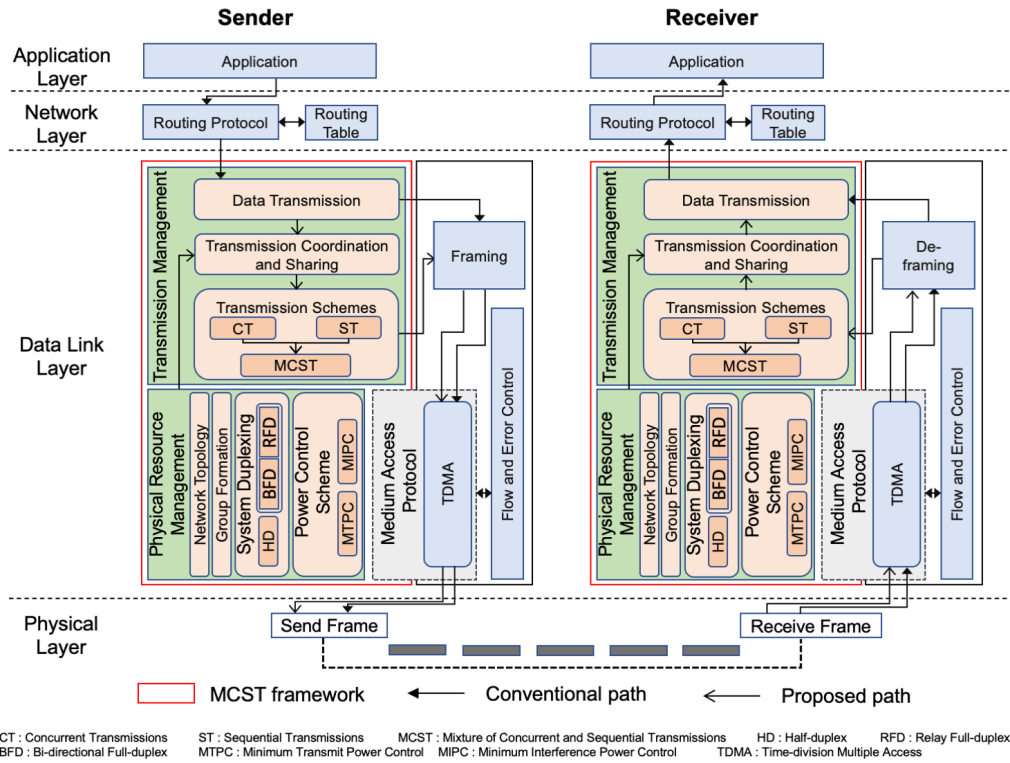 Sender
Receiver
Application
Layer
Application
Application
Network
Layer
Routing Protocol
Routing
Table
Routing Protocol
Routing
Table
Data Link
Layer
Transmission Management
Data Transmission
Transmission Coordination
and Sharing
Transmission Schemes
CT
ST
MCST
Framing
Physical Resource
Management
Network Topology
Group Formation
System Duplexing
HD
BFD
RFD
Power Control
Scheme
MTPC
MIPC
Medium Access
Protocol
TDMA
Flow and Error Control
Transmission Management
Data Transmission
Transmission Coordination
and Sharing
Transmission Schemes
CT
ST
MCST
De-
framing
Physical Resource
Management
Network Topology
Group Formation
System Duplexing
HD
BFD
RFD
Power Control
Scheme
MTPC
MIPC
Medium Access
Protocol
TDMA
Flow and Error Control
Physical
Layer
Send Frame
Receive Frame
MCST framework
Conventional path
Proposed path
CT : Concurrent Transmissions
ST : Sequential Transmissions
MCST : Mixture of Concurrent and Sequential Transmissions
HD : Half-duplex
RFD : Relay Full-duplex
BFD : Bi-directional Full-duplex
MTPC : Minimum Transmit Power Control
MIPC : Minimum Interference Power Control
TDMA : Time-division Multiple Access